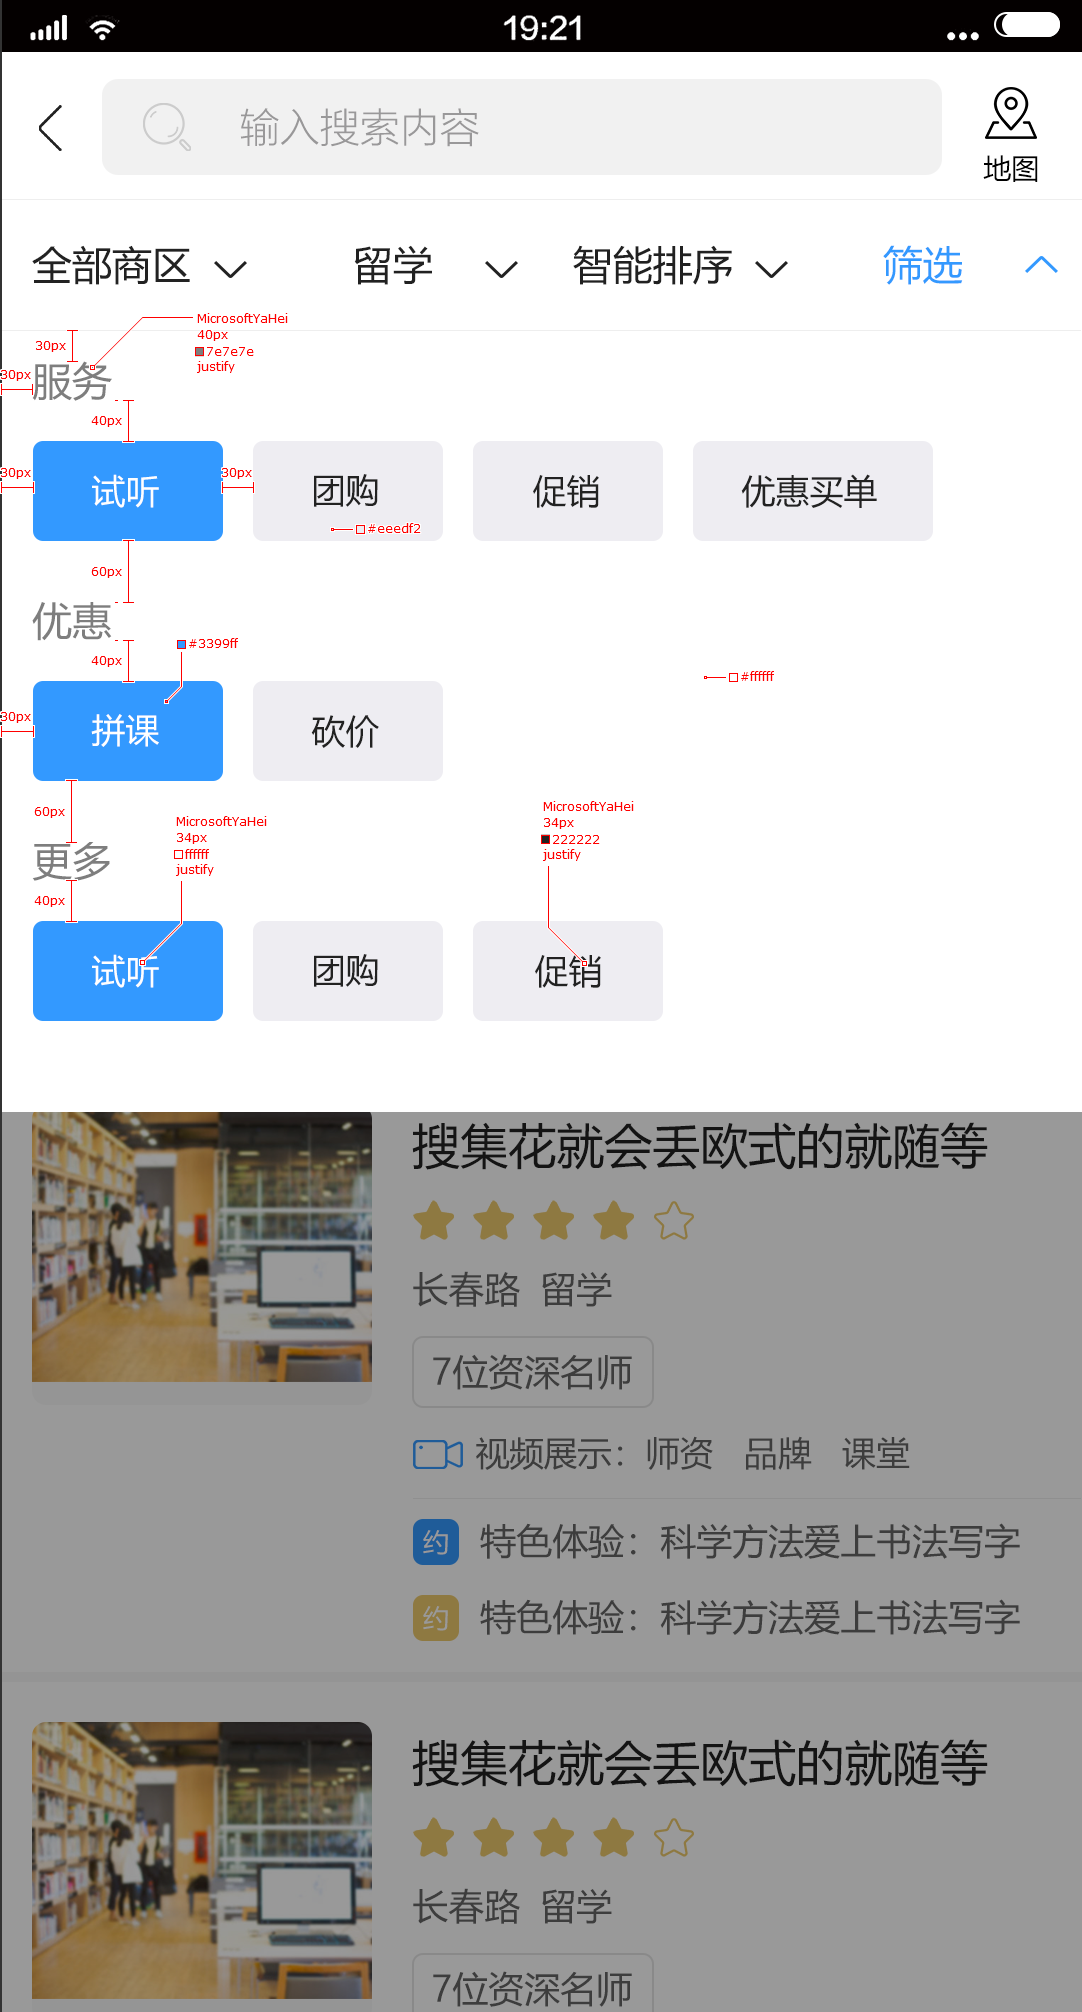 19:21
输入搜索内容
地图
全部商区 留学 智能排序 筛选
MicrosoftYaHei
40px
7e7e7e
justify
30px
30px
服务
40px
30px
试听
30px
团购
促销
优惠买单
#eeedf2
60px
优惠
#3399ff
40px
#ffffff
30px
拼课
砍价
60px
MicrosoftYaHei
34px
ffffff
justify
MicrosoftYaHei
34px
222222
justify
更多
40px
试听
团购
促销
搜集花就会丢欧式的就随等
长春路 留学
7位资深名师
视频展示：师资 品牌 课堂
约 特色体验：科学方法爱上书法写字
约 特色体验：科学方法爱上书法写字
搜集花就会丢欧式的就随等
长春路 留学
7位资深名师